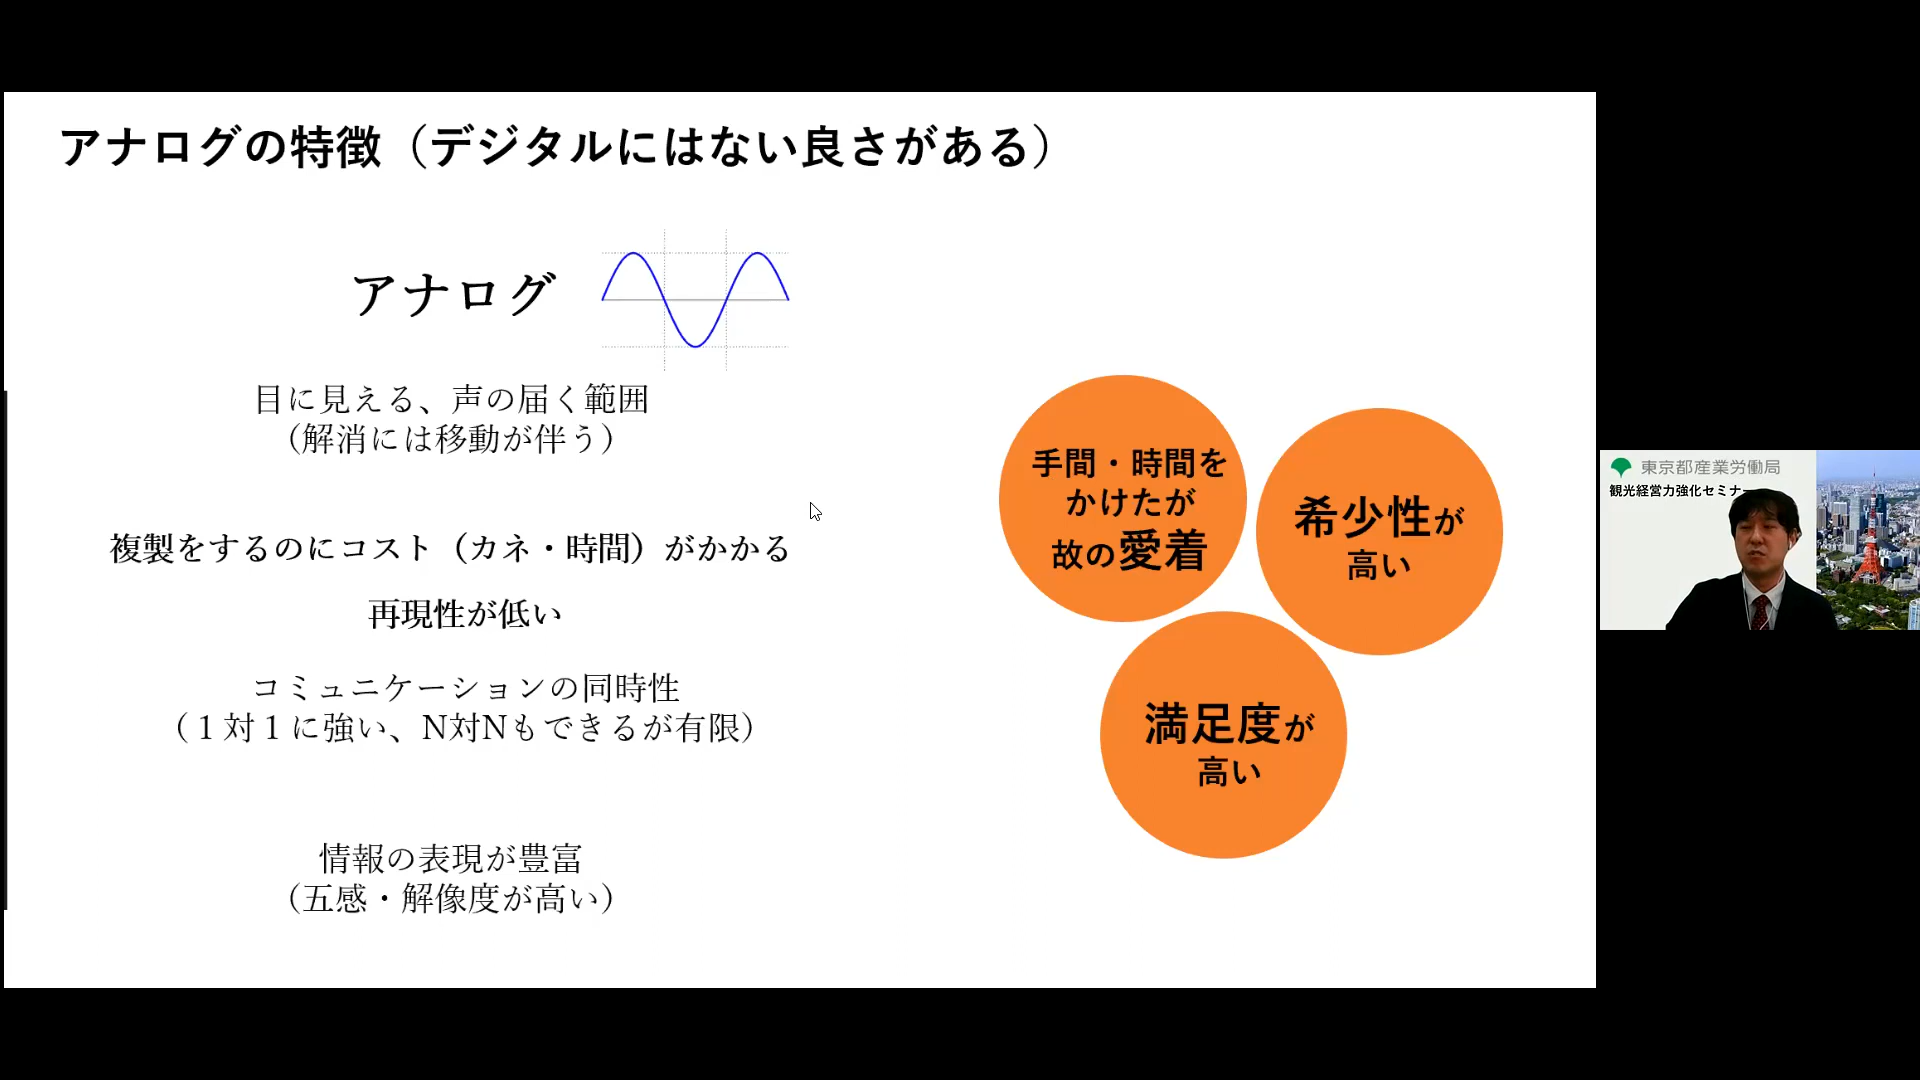 アナログの特徴（デジタルにはない良さがある）
アナログ
目に見える、声の届く範囲
（解消には移動が伴う）
複製をするのにコスト（カネ・時間）がかかる
再現性が低い
コミュニケーションの同時性
（１対１に強い、N対Nもできるが有限）
情報の表現が豊富
（五感・解像度が高い）
手間・時間を
かけたが
故の愛着
希少性が
高い
満足度が
高い
東京都産業労働局
観光経営力強化セミナー